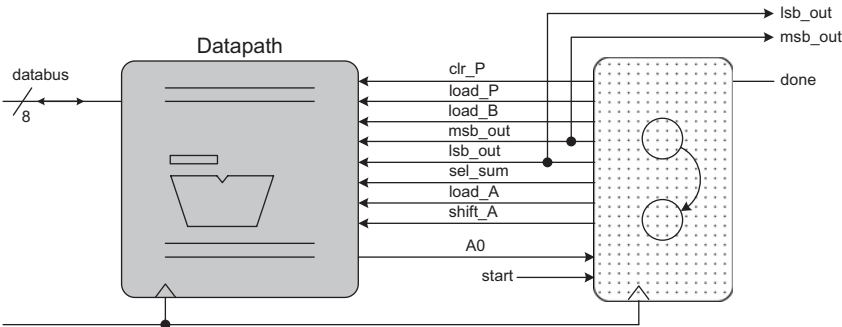 lsb_out
msb_out
Datapath
databus
8
clr_P
load_P
load_B
msb_out
lsb_out
sel_sum
load_A
shift_A
A0
start
done